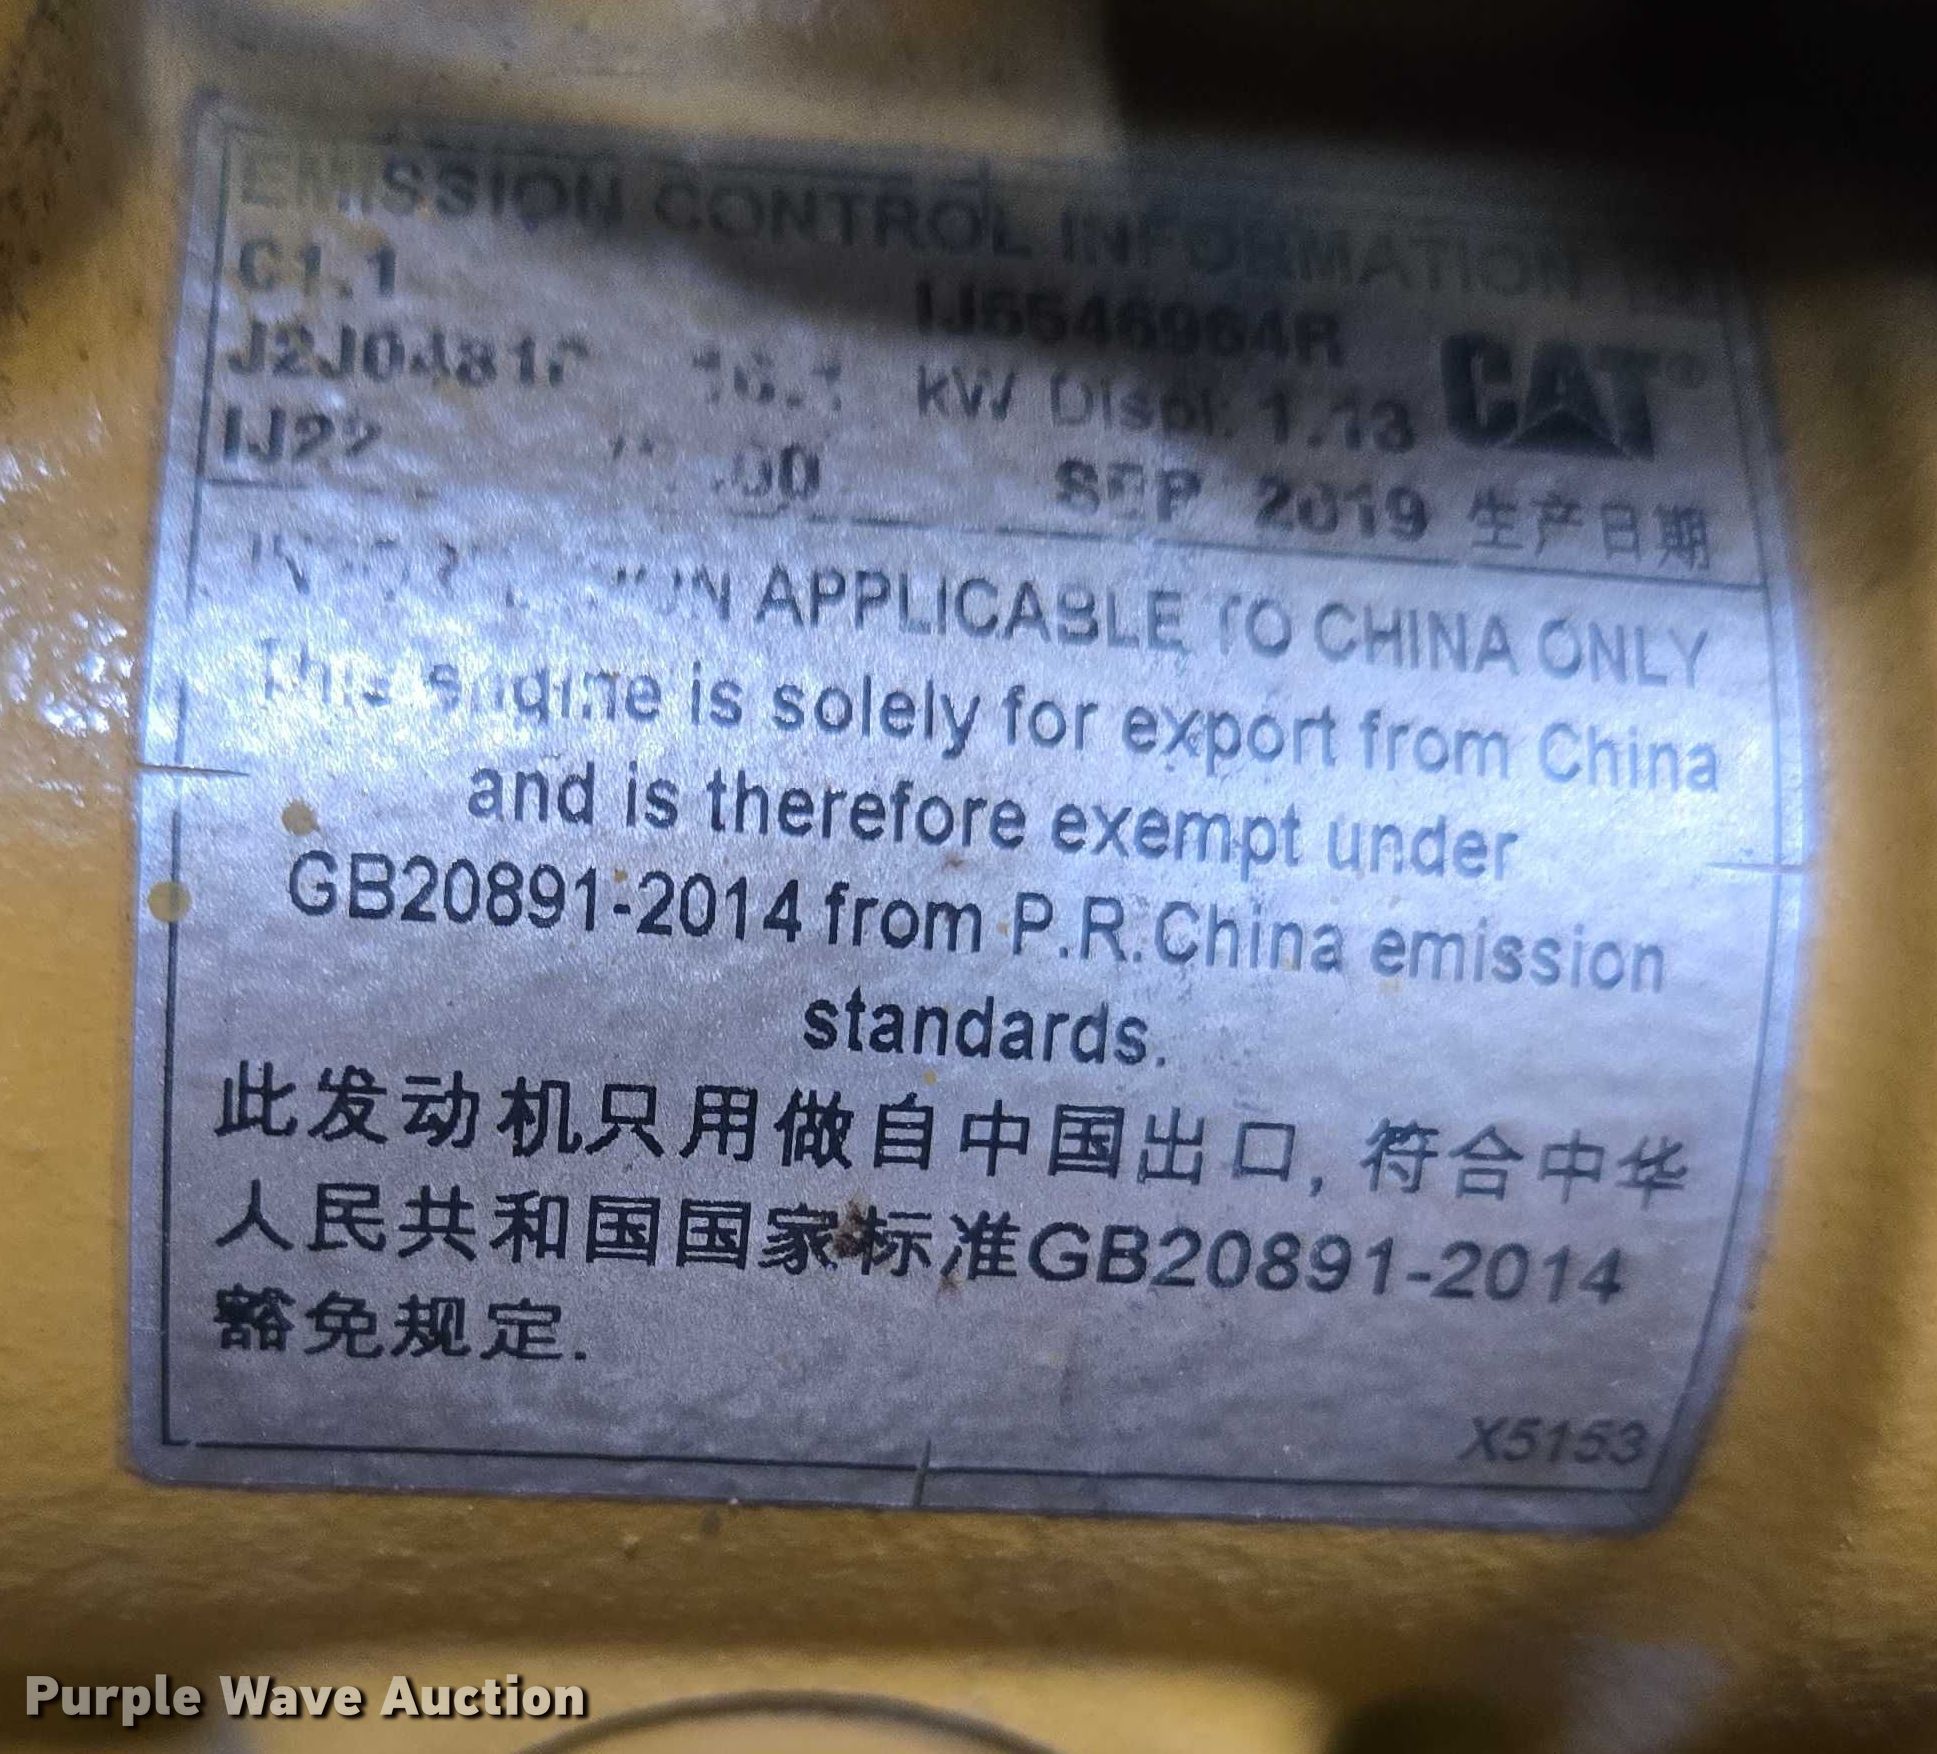 EMISSION CONTROL INFORMATION
C1.1
kW Displ: 1.13 CAT®
IJ22 SEP 2019 生产日期
APPLICABLE TO CHINA ONLY
This engine is solely for export from China
and is therefore exempt under
GB20891-2014 from P.R.China emission
standards.
此发动机只用做自中国出口, 符合中华
人民共和国国家标准GB20891-2014
豁免规定.
X5153
Purple Wave Auction